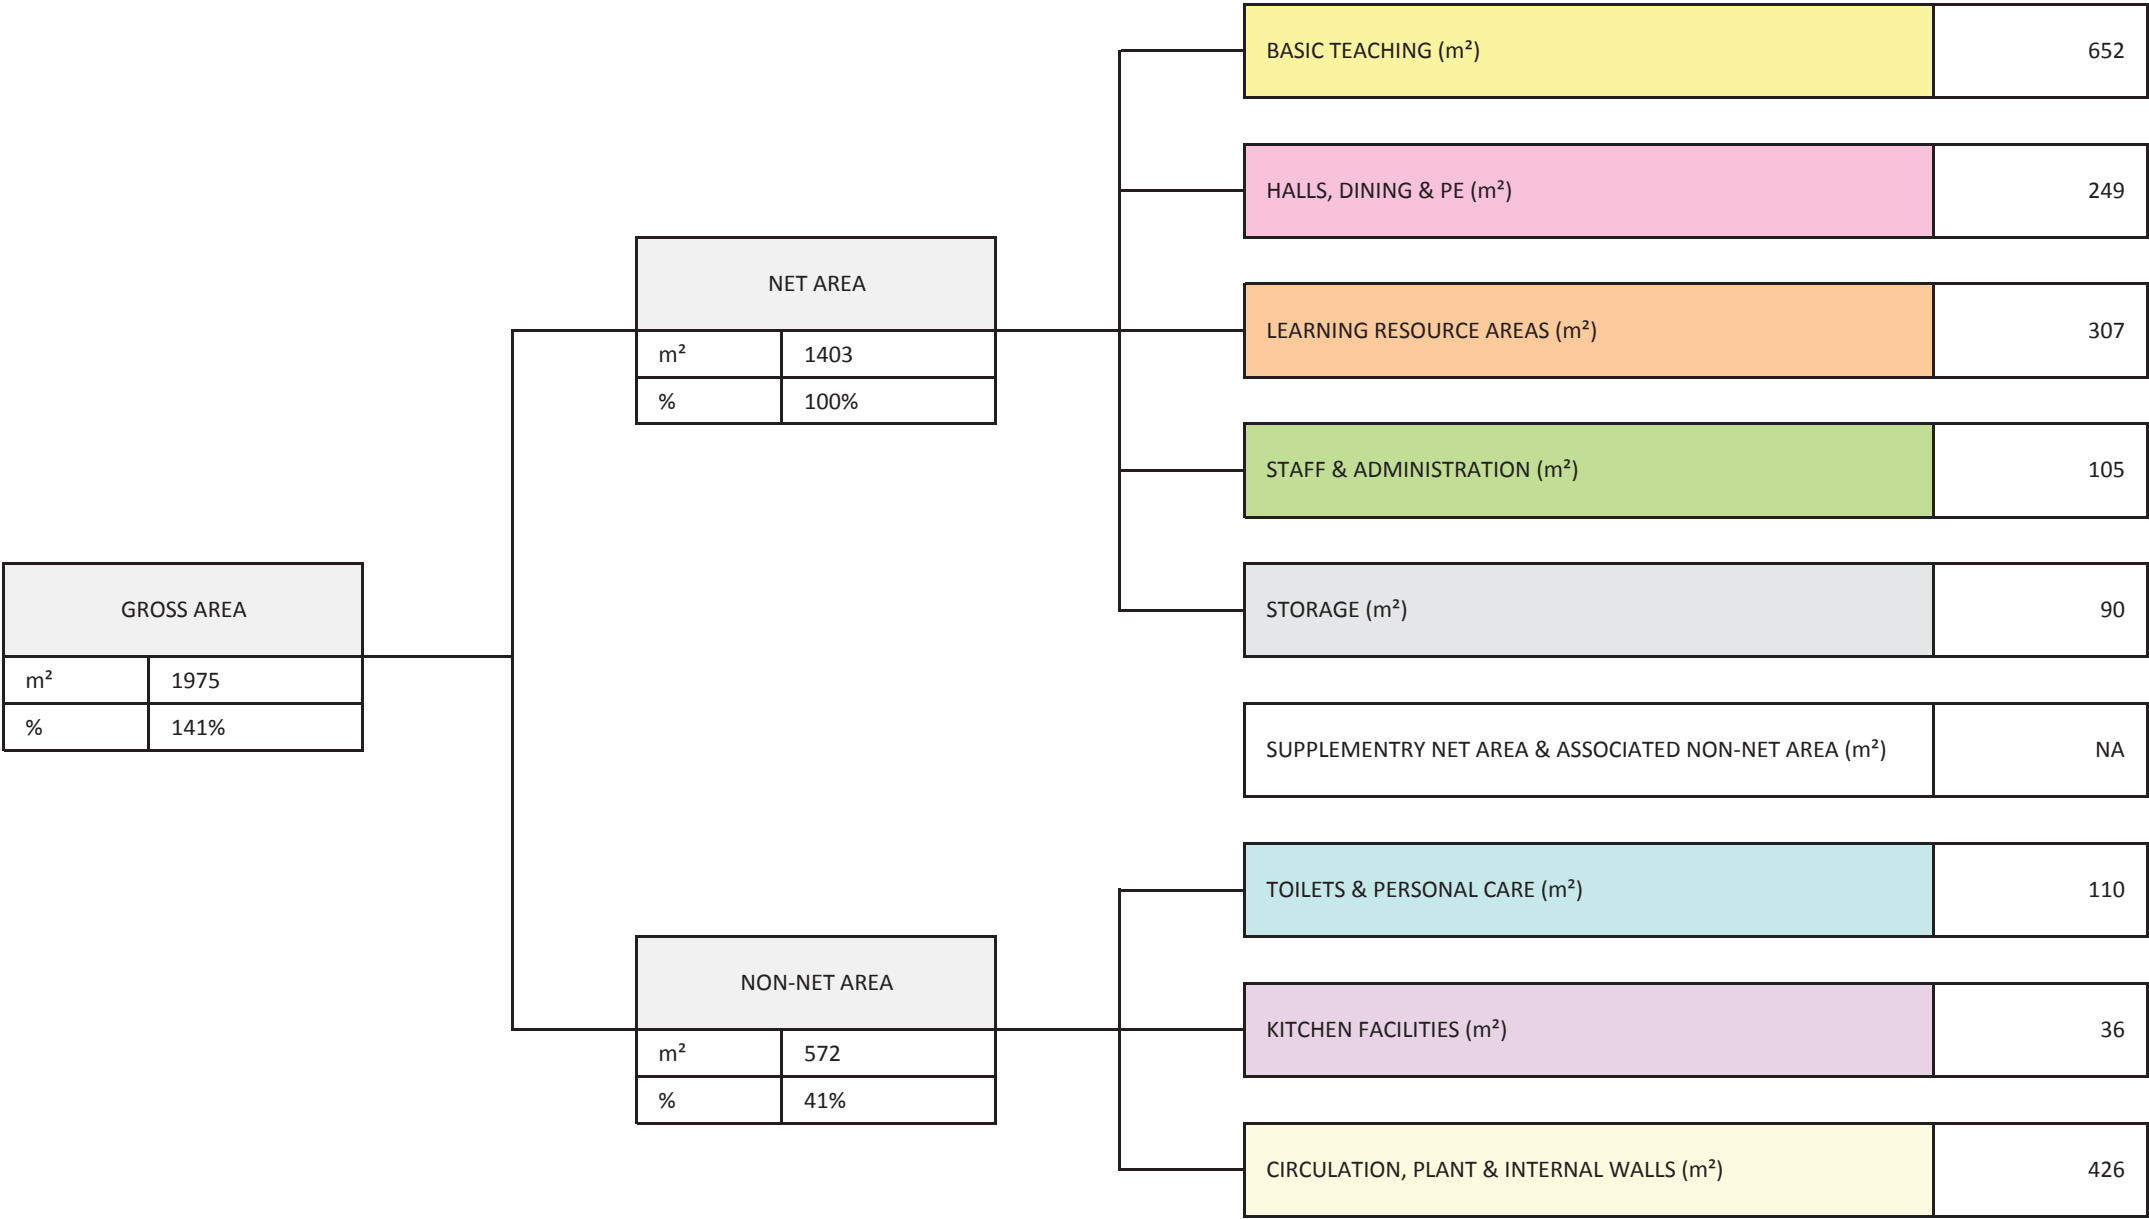 BASIC TEACHING (m²) 652
HALLS, DINING & PE (m²) 249
NET AREA
m² 1403
% 100%
LEARNING RESOURCE AREAS (m²) 307
STAFF & ADMINISTRATION (m²) 105
GROSS AREA
m² 1975
% 141%
STORAGE (m²) 90
SUPPLEMENTRY NET AREA & ASSOCIATED NON-NET AREA (m²) NA
TOILETS & PERSONAL CARE (m²) 110
NON-NET AREA
m² 572
% 41%
KITCHEN FACILITIES (m²) 36
CIRCULATION, PLANT & INTERNAL WALLS (m²) 426